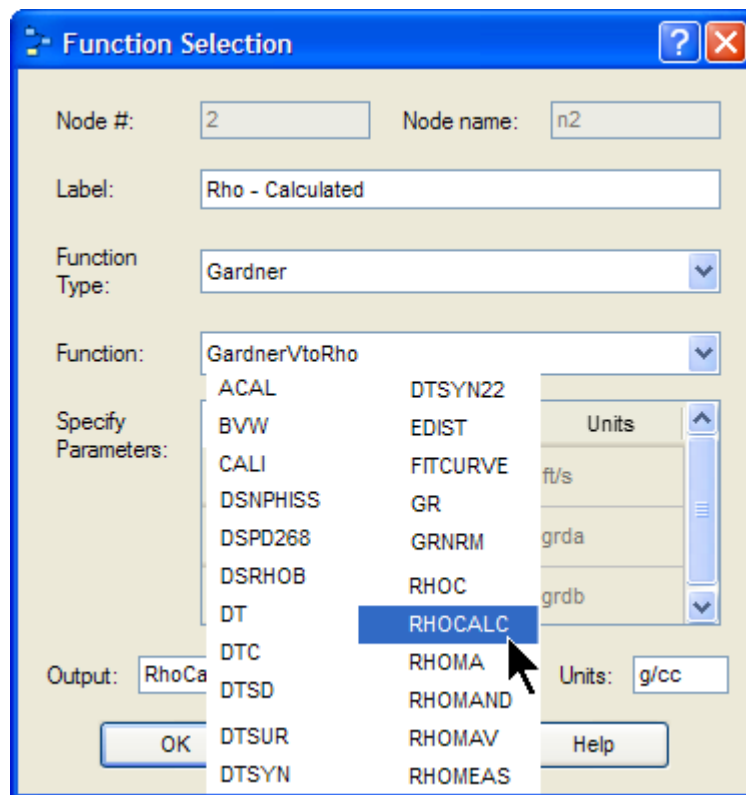 Function Selection
Node #: 2 Node name: n2
Label: Rho - Calculated
Function Type: Gardner
Function: GardnerVtoRho
Specify Parameters:
Units
ft/s
grda
grdb
ACAL
BVW
CALI
DSNPHISS
DSPD268
DSRHOB
DT
DTC
DTSD
DTSUR
DTSYN
DTSYN22
EDIST
FITCURVE
GR
GRNRM
RHOC
RHOCALC
RHOMA
RHOMAND
RHOMAV
RHOMEAS
Output: RhoCa Units: g/cc
OK Help